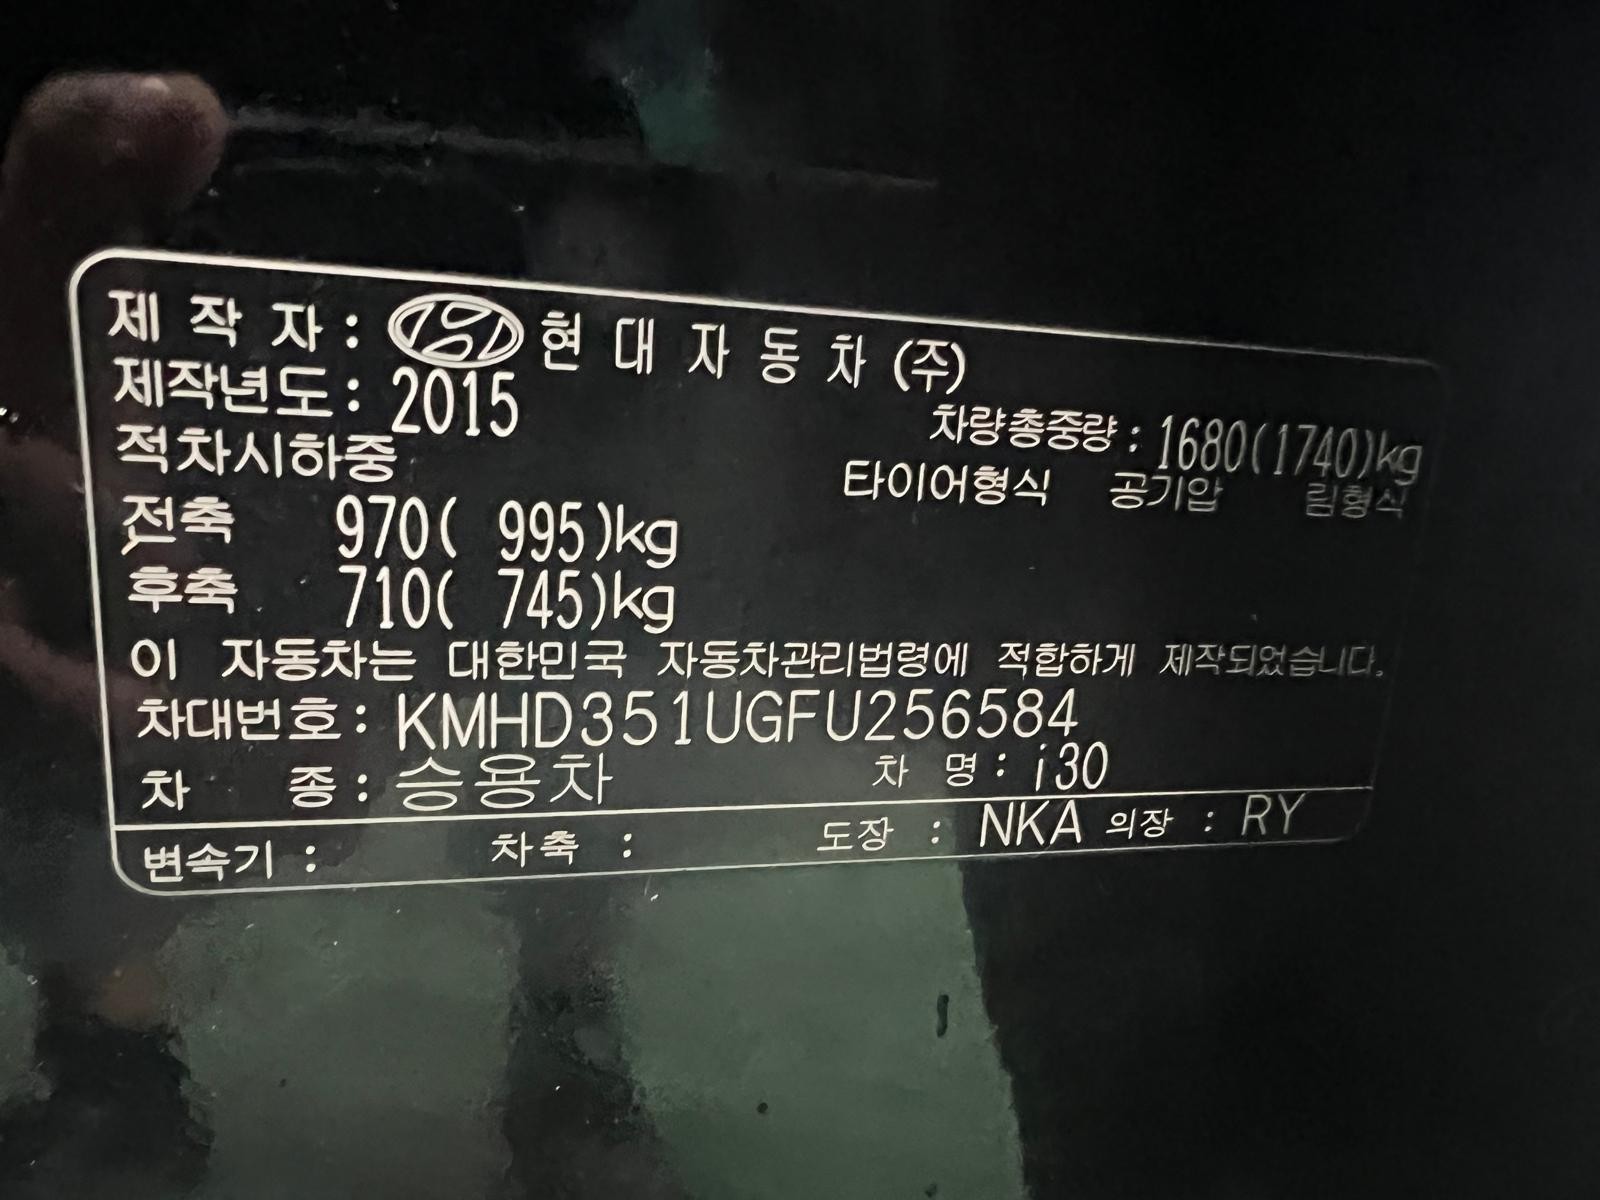 제 작 자 : 현 대 자 동 차 (주)
제작년도 : 2015
차량총중량 : 1680(1740)kg
적차시하중
타이어형식 공기압 림형식
전축 970( 995)kg
후축 710( 745)kg
이 자동차는 대한민국 자동차관리법령에 적합하게 제작되었습니다.
차대번호 : KMHD351UGFU256584
차 종 : 승용차 차 명 : i30
변속기 : 차축 : 도장 : NKA 의장 : RY